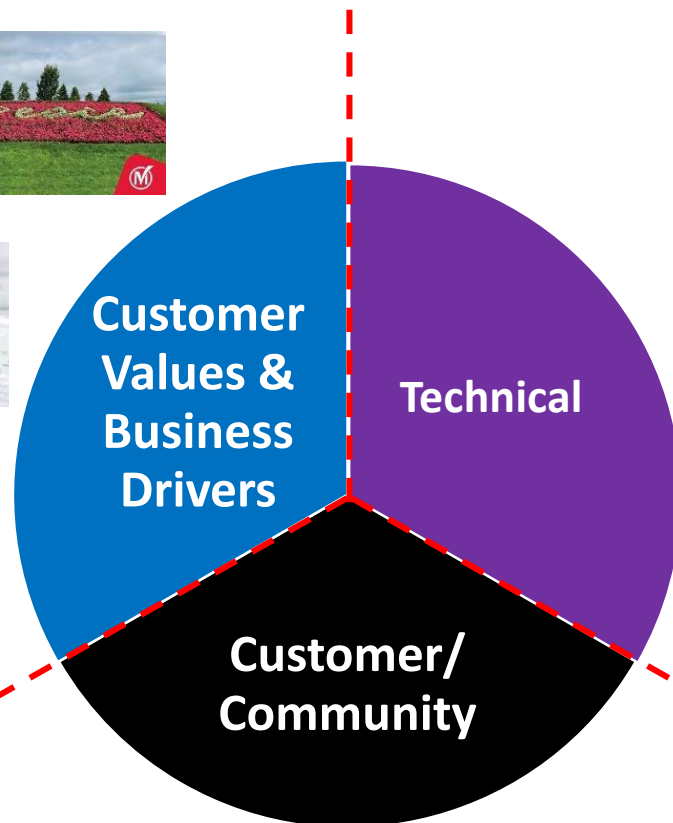 Customer
Values &
Business
Drivers
Technical
Customer/
Community